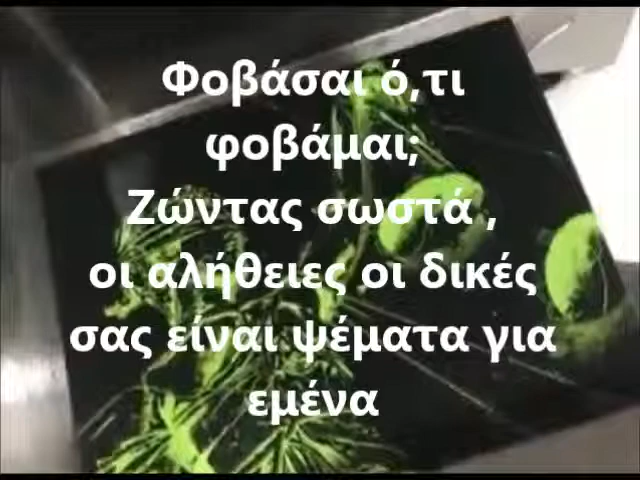 Φοβάσαι ό,τι
φοβάμαι;
Ζώντας σωστά ,
οι αλήθειες οι δικές
σας είναι ψέματα για
εμένα